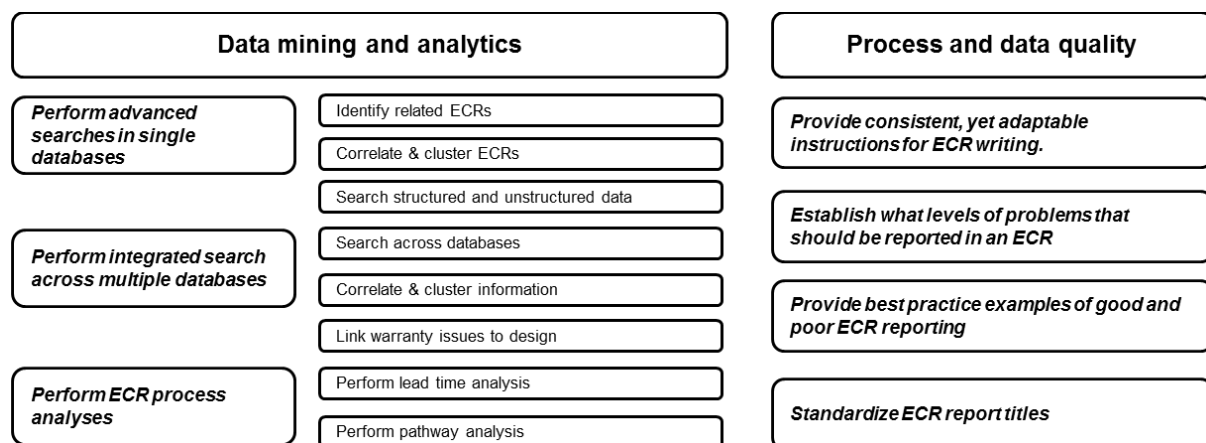 Data mining and analytics
Perform advanced
searches in single
databases
Identify related ECRs
Correlate & cluster ECRs
Search structured and unstructured data
Perform integrated search
across multiple databases
Search across databases
Correlate & cluster information
Link warranty issues to design
Perform ECR process
analyses
Perform lead time analysis
Perform pathway analysis
Process and data quality
Provide consistent, yet adaptable
instructions for ECR writing.
Establish what levels of problems that
should be reported in an ECR
Provide best practice examples of good and
poor ECR reporting
Standardize ECR report titles